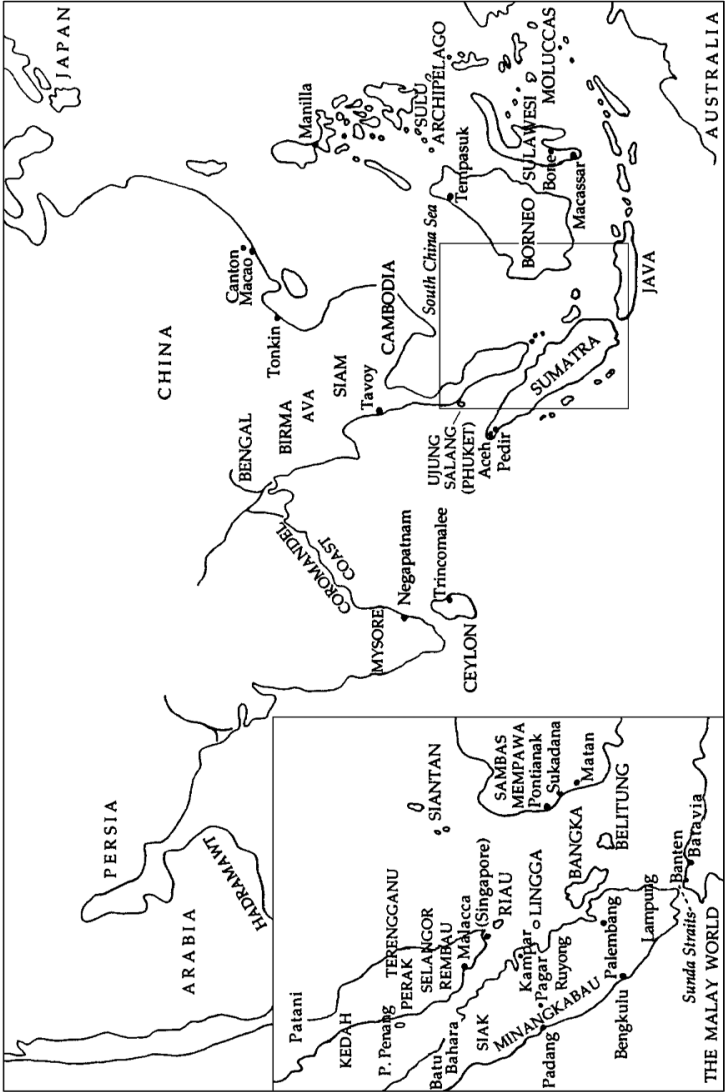 JAPAN
CHINA
Canton
Macao
Tonkin
Manilla
SULU
ARCHIPELAGO
MOLUCCAS
SULAWESI
Bone
Macassar
Tempasuk
BORNEO
South China Sea
CAMBODIA
SIAM
Tavoy
BIRMA
AVA
BENGAL
COROMANDEL
COAST
MYSORE
Negapatnam
Trincomalee
CEYLON
UJUNG
SALANG
(PHUKET)
Aceh
Pedir
SUMATRA
JAVA
AUSTRALIA
PERSIA
ARABIA
HADRAMAWT
Patani
KEDAH
P. Penang
TERENGGANU
PERAK
SELANGOR
REMBAU
Malacca
(Singapore)
RIAU
LINGGA
SIANTAN
SAMBAS
MEMPAWA
Pontianak
Sukadana
Matan
BANGKA
BELITUNG
Batu
Bahara
SIAK
Kampar
Pagar
Ruyong
MINANGKABAU
Padang
Palembang
Bengkulu
Lampung
Banten
Batavia
Sunda Straits
THE MALAY WORLD